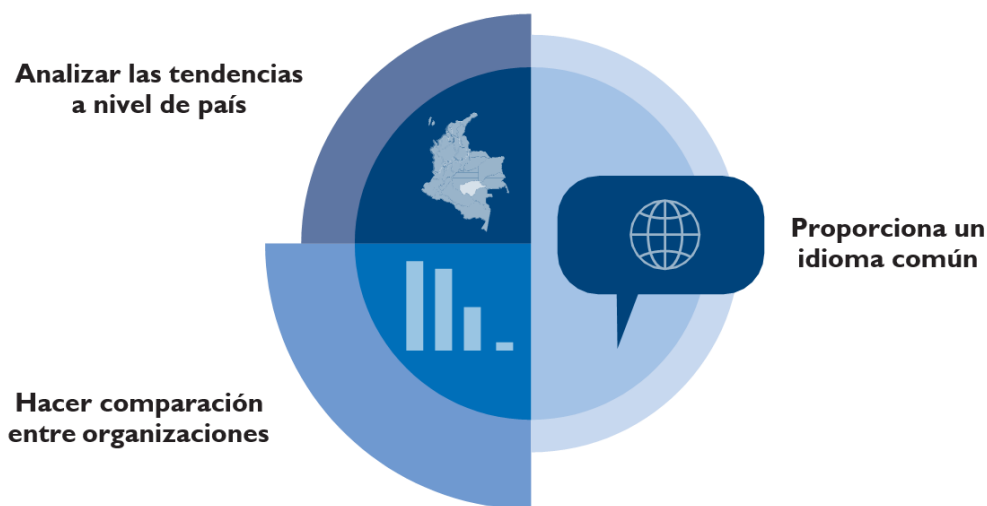 Analizar las tendencias
a nivel de país
Proporciona un
idioma común
Hacer comparación
entre organizaciones